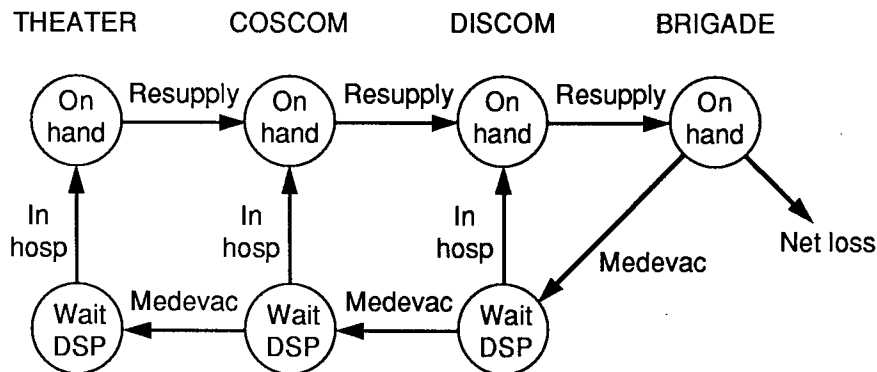 THEATER COSCOM DISCOM BRIGADE
On hand Resupply On hand Resupply On hand Resupply On hand
In hosp In hosp In hosp Medevac Net loss
Wait DSP Medevac Wait DSP Medevac Wait DSP